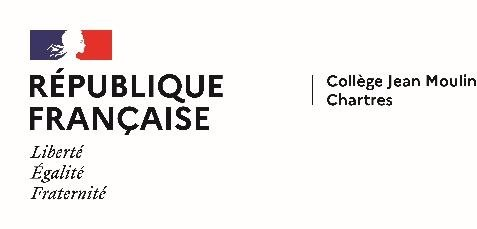 RÉPUBLIQUE
FRANÇAISE
Liberté
Égalité
Fraternité
Collège Jean Moulin
Chartres